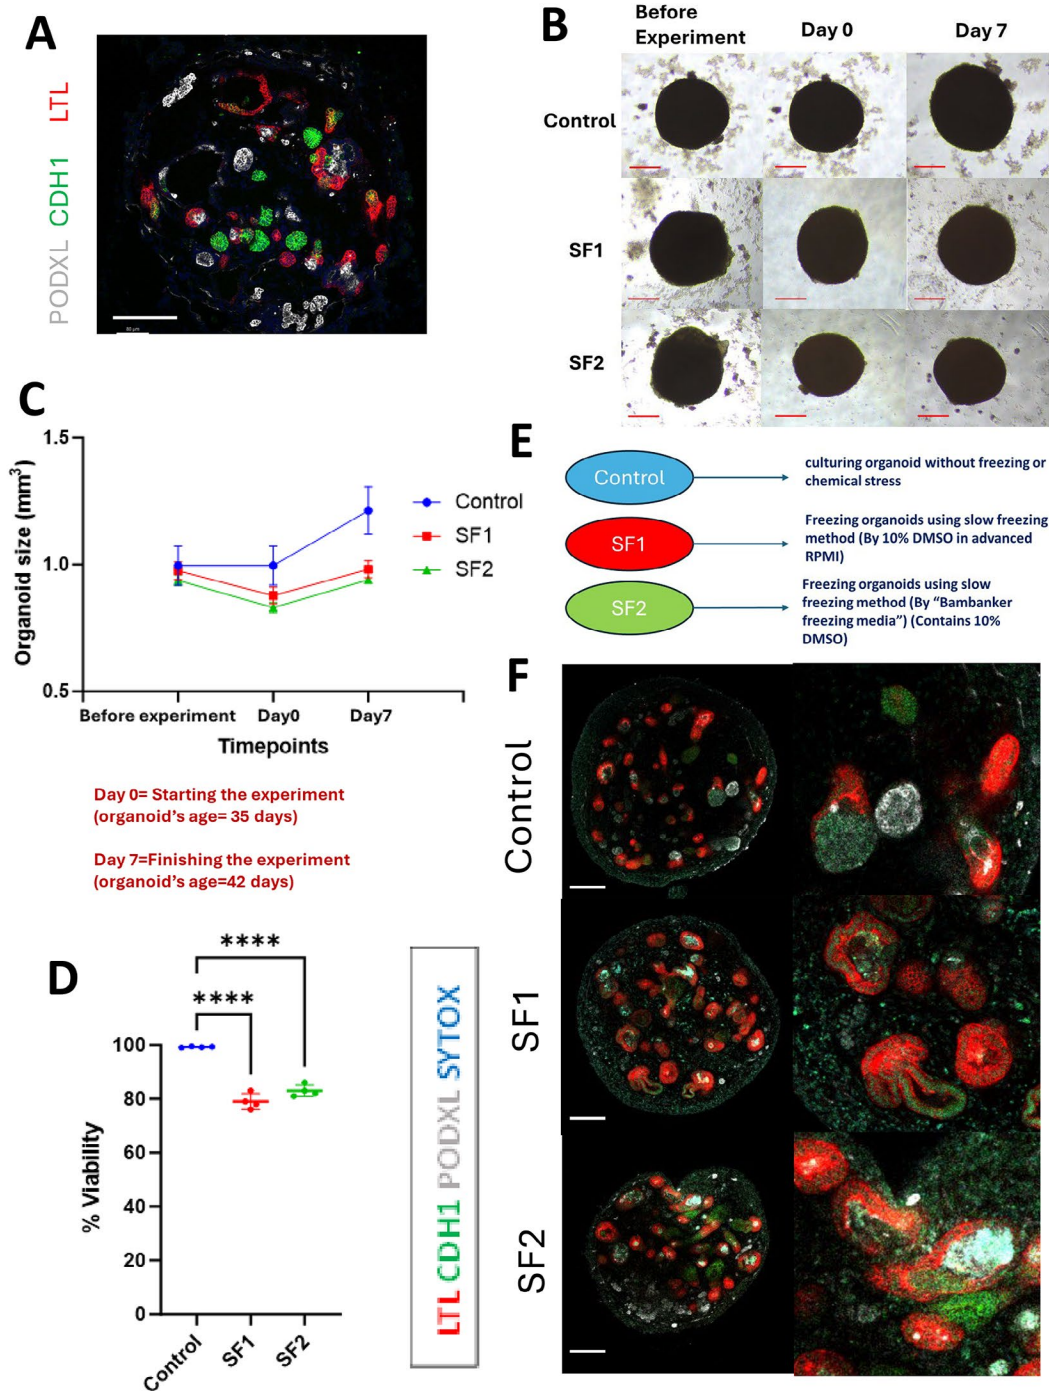 A
PODXL CDH1 LTL
50 µm
B
Before
Experiment
Day 0
Day 7
Control
SF1
SF2
C
1.5
1.0
0.5
Organoid size (mm³)
Control
SF1
SF2
Before experiment
Day0
Day7
Timepoints
Day 0= Starting the experiment
(organoid's age= 35 days)
Day 7=Finishing the experiment
(organoid's age=42 days)
D
****
****
100
80
60
40
20
0
% Viability
Control
SF1
SF2
LTL CDH1 PODXL SYTOX
E
Control
culturing organoid without freezing or
chemical stress
SF1
Freezing organoids using slow freezing
method (By 10% DMSO in advanced
RPMI)
SF2
Freezing organoids using slow
freezing method (By “Bambanker
freezing media”) (Contains 10%
DMSO)
F
Control
SF1
SF2